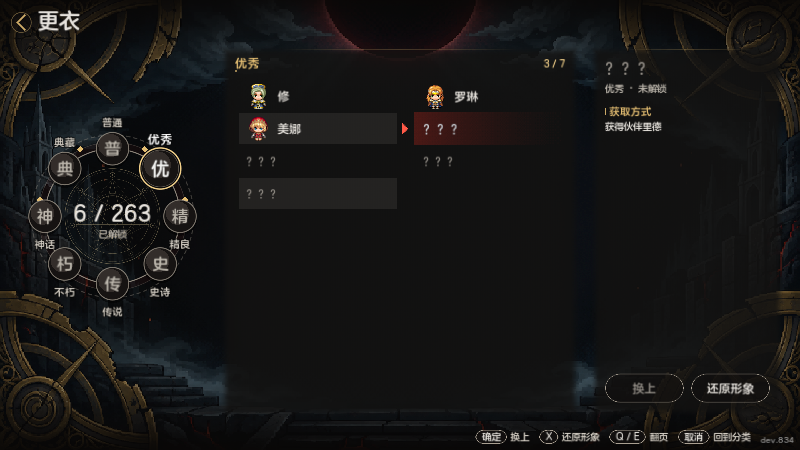 更衣
优秀
3 / 7
修
罗琳
美娜
? ? ?
? ? ?
? ? ?
? ? ?
? ? ?
优秀 · 未解锁
获取方式
获得伙伴里德
普通
普
优秀
优
典藏
典
神
神话
6 / 263
已解锁
精
精良
朽
不朽
史
史诗
传
传说
换上
还原形象
确定 换上
X 还原形象
Q / E 翻页
取消 回到分类
dev.834